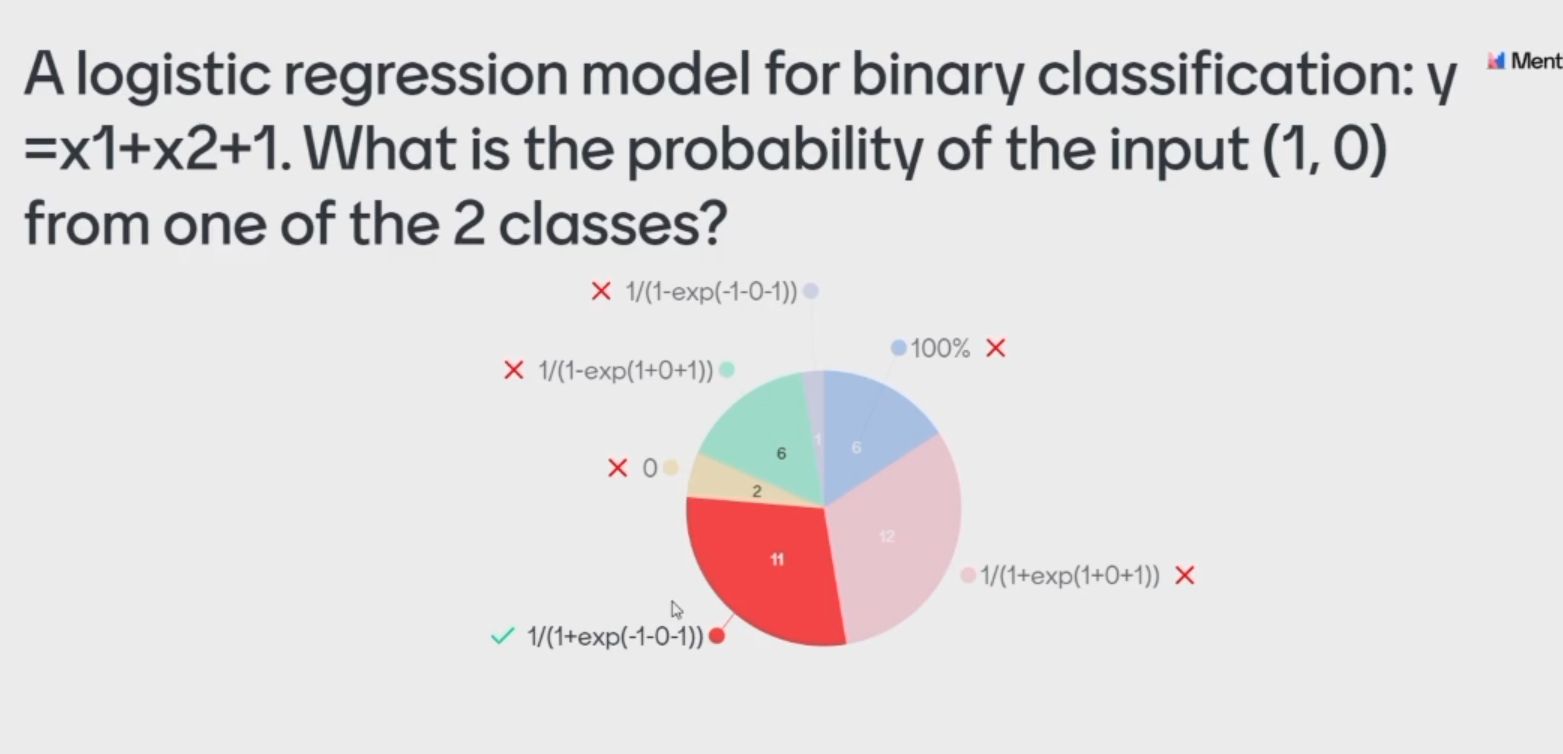 A logistic regression model for binary classification: y
=x1+x2+1. What is the probability of the input (1, 0)
from one of the 2 classes?
Ment
1/(1-exp(-1-0-1))
100%
1/(1-exp(1+0+1))
1
6
6
0
2
12
11
1/(1+exp(1+0+1))
1/(1+exp(-1-0-1))